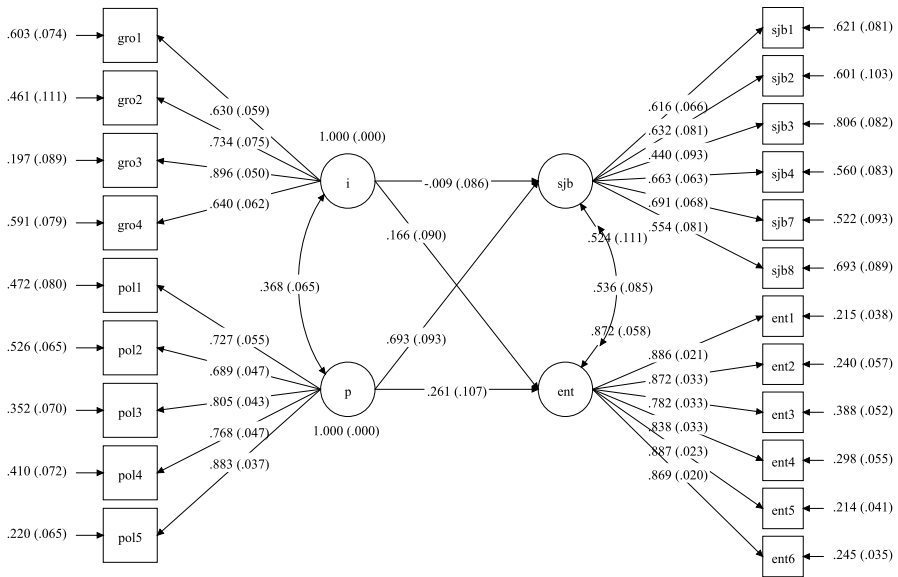 .603 (.074)
gro1
.461 (.111)
gro2
.197 (.089)
gro3
.591 (.079)
gro4
.472 (.080)
pol1
.526 (.065)
pol2
.352 (.070)
pol3
.410 (.072)
pol4
.220 (.065)
pol5
.630 (.059)
.734 (.075)
.896 (.050)
.640 (.062)
.727 (.055)
.689 (.047)
.805 (.043)
.768 (.047)
.883 (.037)
1.000 (.000)
i
.368 (.065)
p
1.000 (.000)
-.009 (.086)
.166 (.090)
.693 (.093)
.261 (.107)
sjb
.524 (.111)
.536 (.085)
.872 (.058)
ent
.616 (.066)
.632 (.081)
.440 (.093)
.663 (.063)
.691 (.068)
.554 (.081)
.886 (.021)
.872 (.033)
.782 (.033)
.838 (.033)
.887 (.023)
.869 (.020)
sjb1
.621 (.081)
sjb2
.601 (.103)
sjb3
.806 (.082)
sjb4
.560 (.083)
sjb7
.522 (.093)
sjb8
.693 (.089)
ent1
.215 (.038)
ent2
.240 (.057)
ent3
.388 (.052)
ent4
.298 (.055)
ent5
.214 (.041)
ent6
.245 (.035)